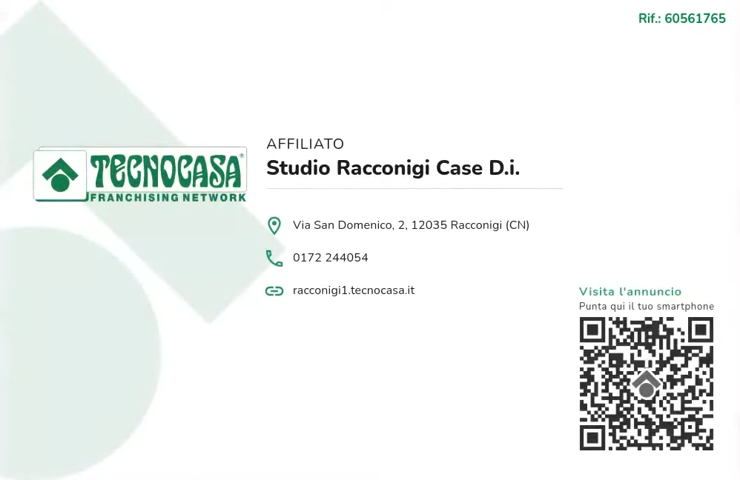 Rif.: 60561765
AFFILIATO
Studio Racconigi Case D.i.
TECNOCASA®
FRANCHISING NETWORK
Via San Domenico, 2, 12035 Racconigi (CN)
0172 244054
racconigi1.tecnocasa.it
Visita l'annuncio
Punta qui il tuo smartphone